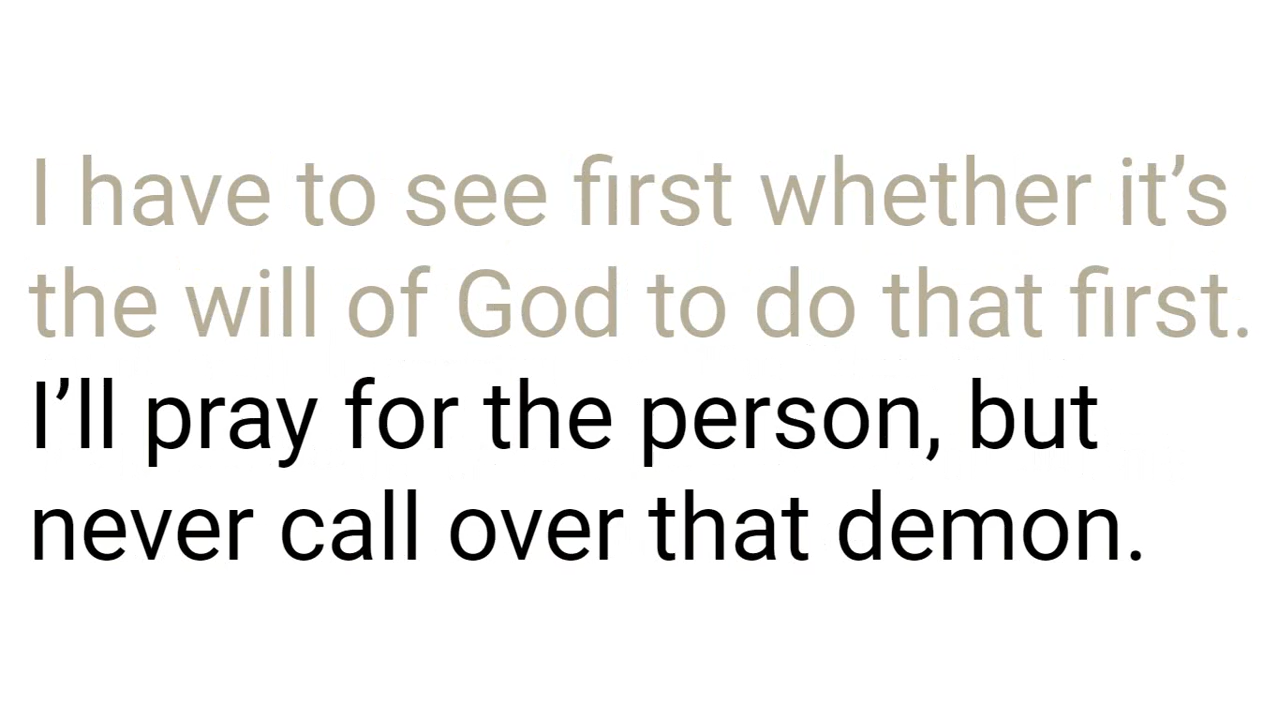 I have to see first whether it’s
the will of God to do that first.
I’ll pray for the person, but
never call over that demon.